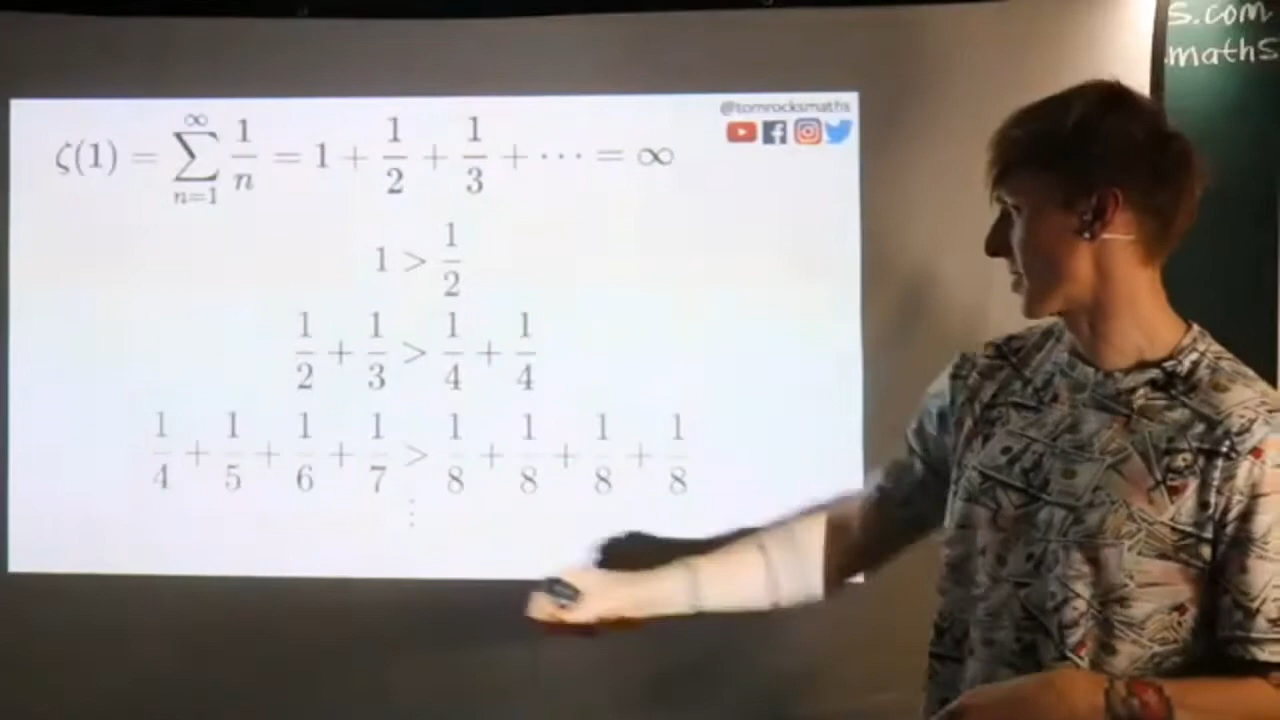 s.com
maths
@tomrocksmaths
ζ(1) = ∑_{n=1}^{∞} 1/n = 1 + 1/2 + 1/3 + ⋯ = ∞
1 > 1/2
1/2 + 1/3 > 1/4 + 1/4
1/4 + 1/5 + 1/6 + 1/7 > 1/8 + 1/8 + 1/8 + 1/8
⋮